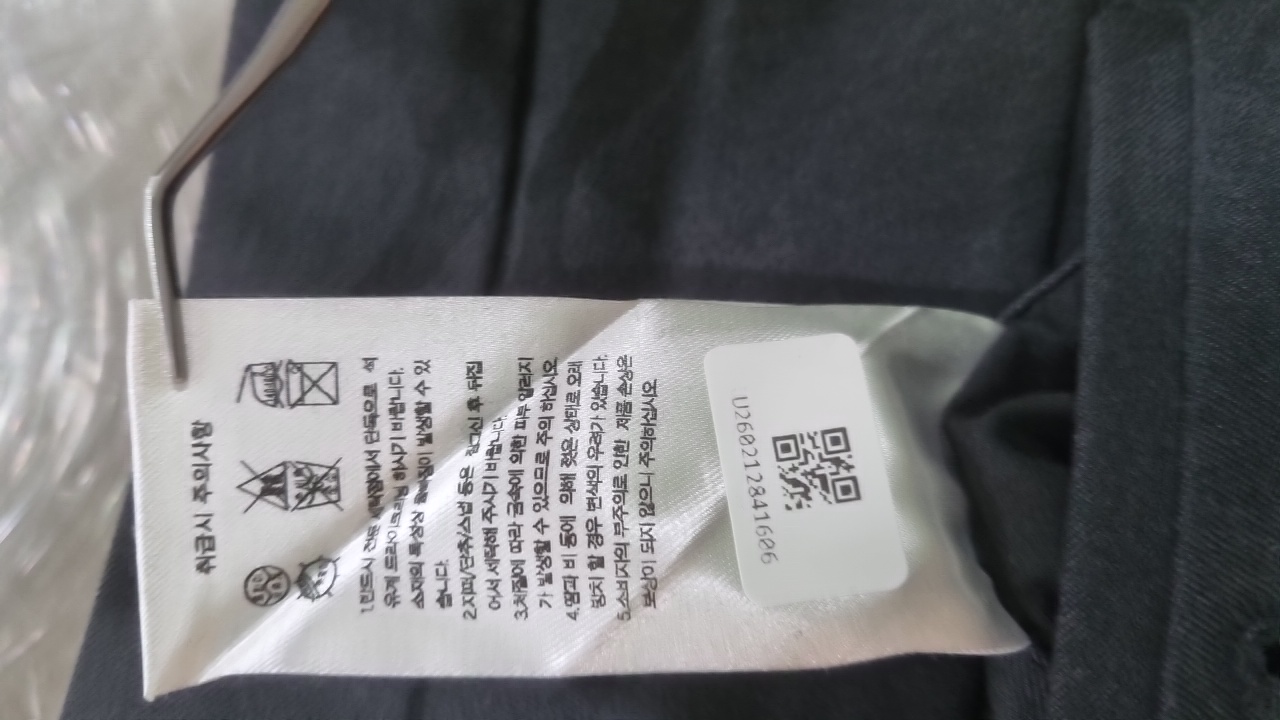 취급시 주의사항
1.반드시 전문 세탁점에서 단독으로 석
유계 드라이크리닝 하시기 바랍니다.
소재의 특성상 올빠짐이 발생할 수 있
습니다.
2.지퍼/단추/스냅 등은 잠그신 후 뒤집
어서 세탁해 주시기 바랍니다.
3.체질에 따라 금속에 의한 피부 알러지
가 발생할 수 있으므로 주의 하십시오
4.땀과 비 등에 의해 젖은 상태로 오래
방치 할 경우 변색의 우려가 있습니다.
5.소비자의 부주의로 인한 제품 손상은
보상이 되지 않으니 주의하십시오
U260212841606